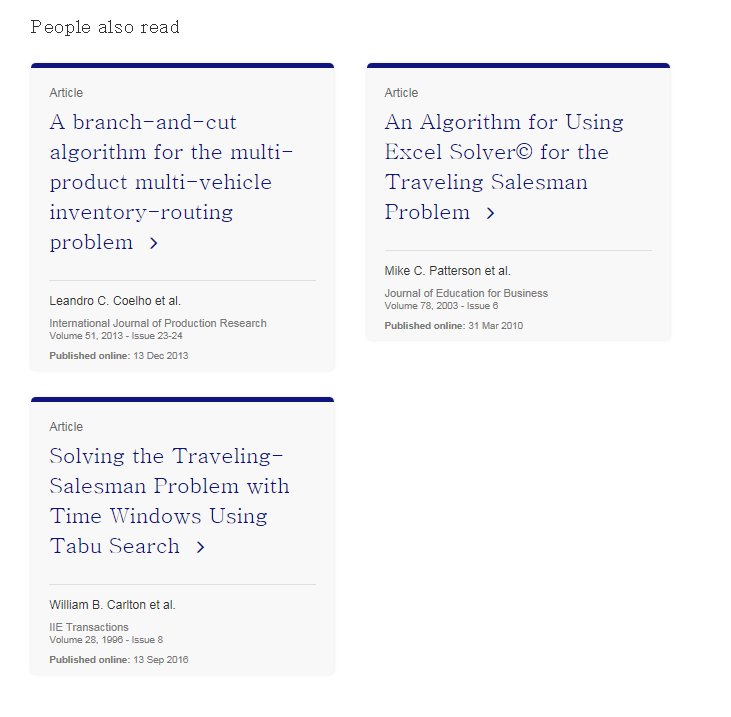 People also read
Article
A branch-and-cut
algorithm for the multi-
product multi-vehicle
inventory-routing
problem >
Leandro C. Coelho et al.
International Journal of Production Research
Volume 51, 2013 - Issue 23-24
Published online: 13 Dec 2013
Article
An Algorithm for Using
Excel Solver© for the
Traveling Salesman
Problem >
Mike C. Patterson et al.
Journal of Education for Business
Volume 78, 2003 - Issue 6
Published online: 31 Mar 2010
Article
Solving the Traveling-
Salesman Problem with
Time Windows Using
Tabu Search >
William B. Carlton et al.
IIE Transactions
Volume 28, 1996 - Issue 8
Published online: 13 Sep 2016